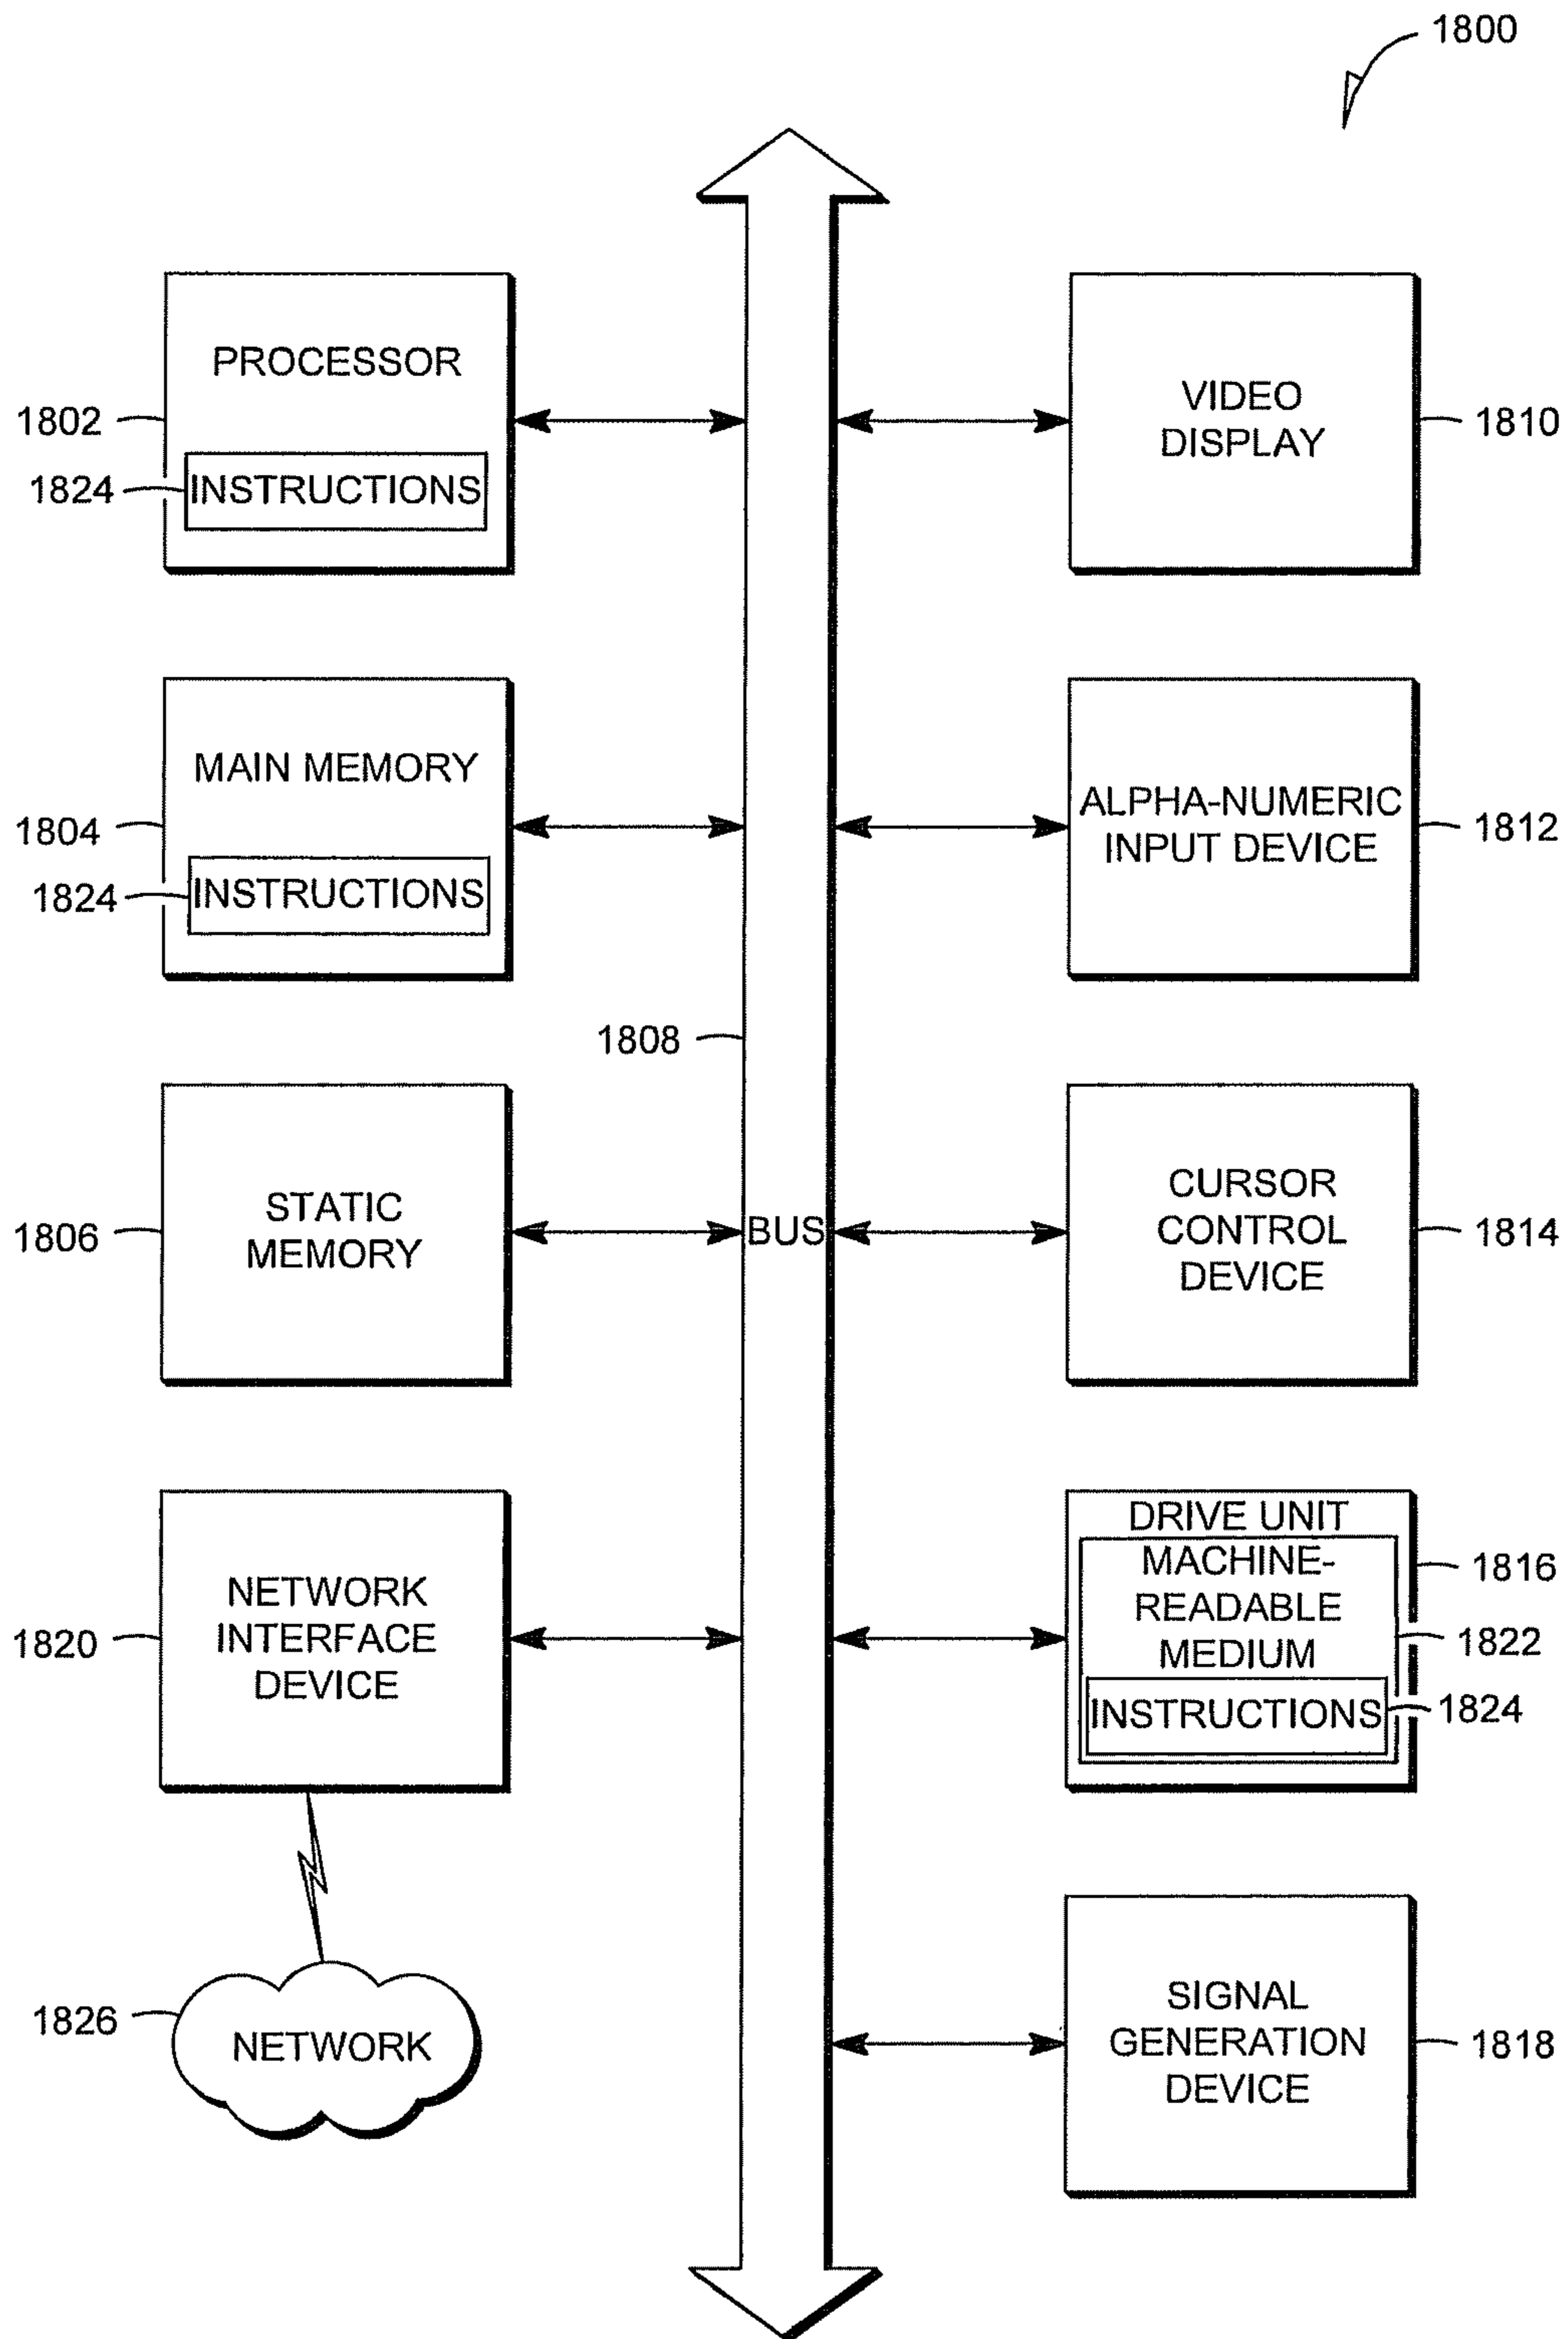 1800
PROCESSOR
1802
1824
INSTRUCTIONS
VIDEO
DISPLAY
1810
MAIN MEMORY
1804
1824
INSTRUCTIONS
ALPHA-NUMERIC
INPUT DEVICE
1812
1808
STATIC
MEMORY
1806
BUS
CURSOR
CONTROL
DEVICE
1814
NETWORK
INTERFACE
DEVICE
1820
DRIVE UNIT
MACHINE-
READABLE
MEDIUM
INSTRUCTIONS
1816
1822
1824
1826
NETWORK
SIGNAL
GENERATION
DEVICE
1818